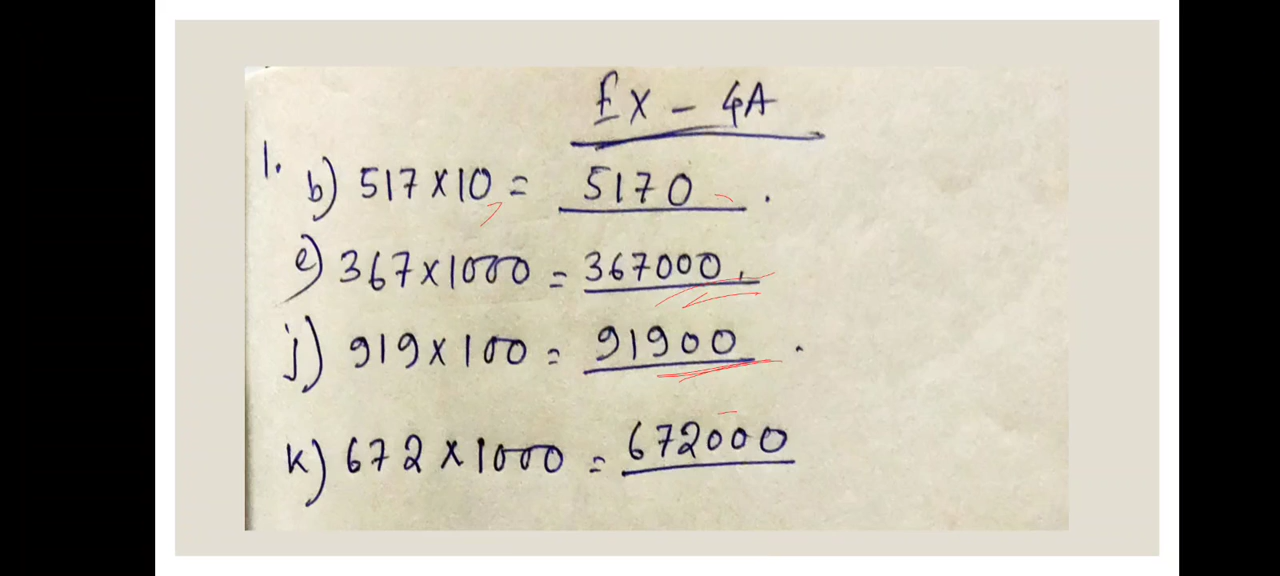 Ex - 4A
1.
b) 517 x 10 = 5170.
e) 367 x 1000 = 367000.
j) 919 x 100 = 91900.
k) 672 x 1000 = 672000